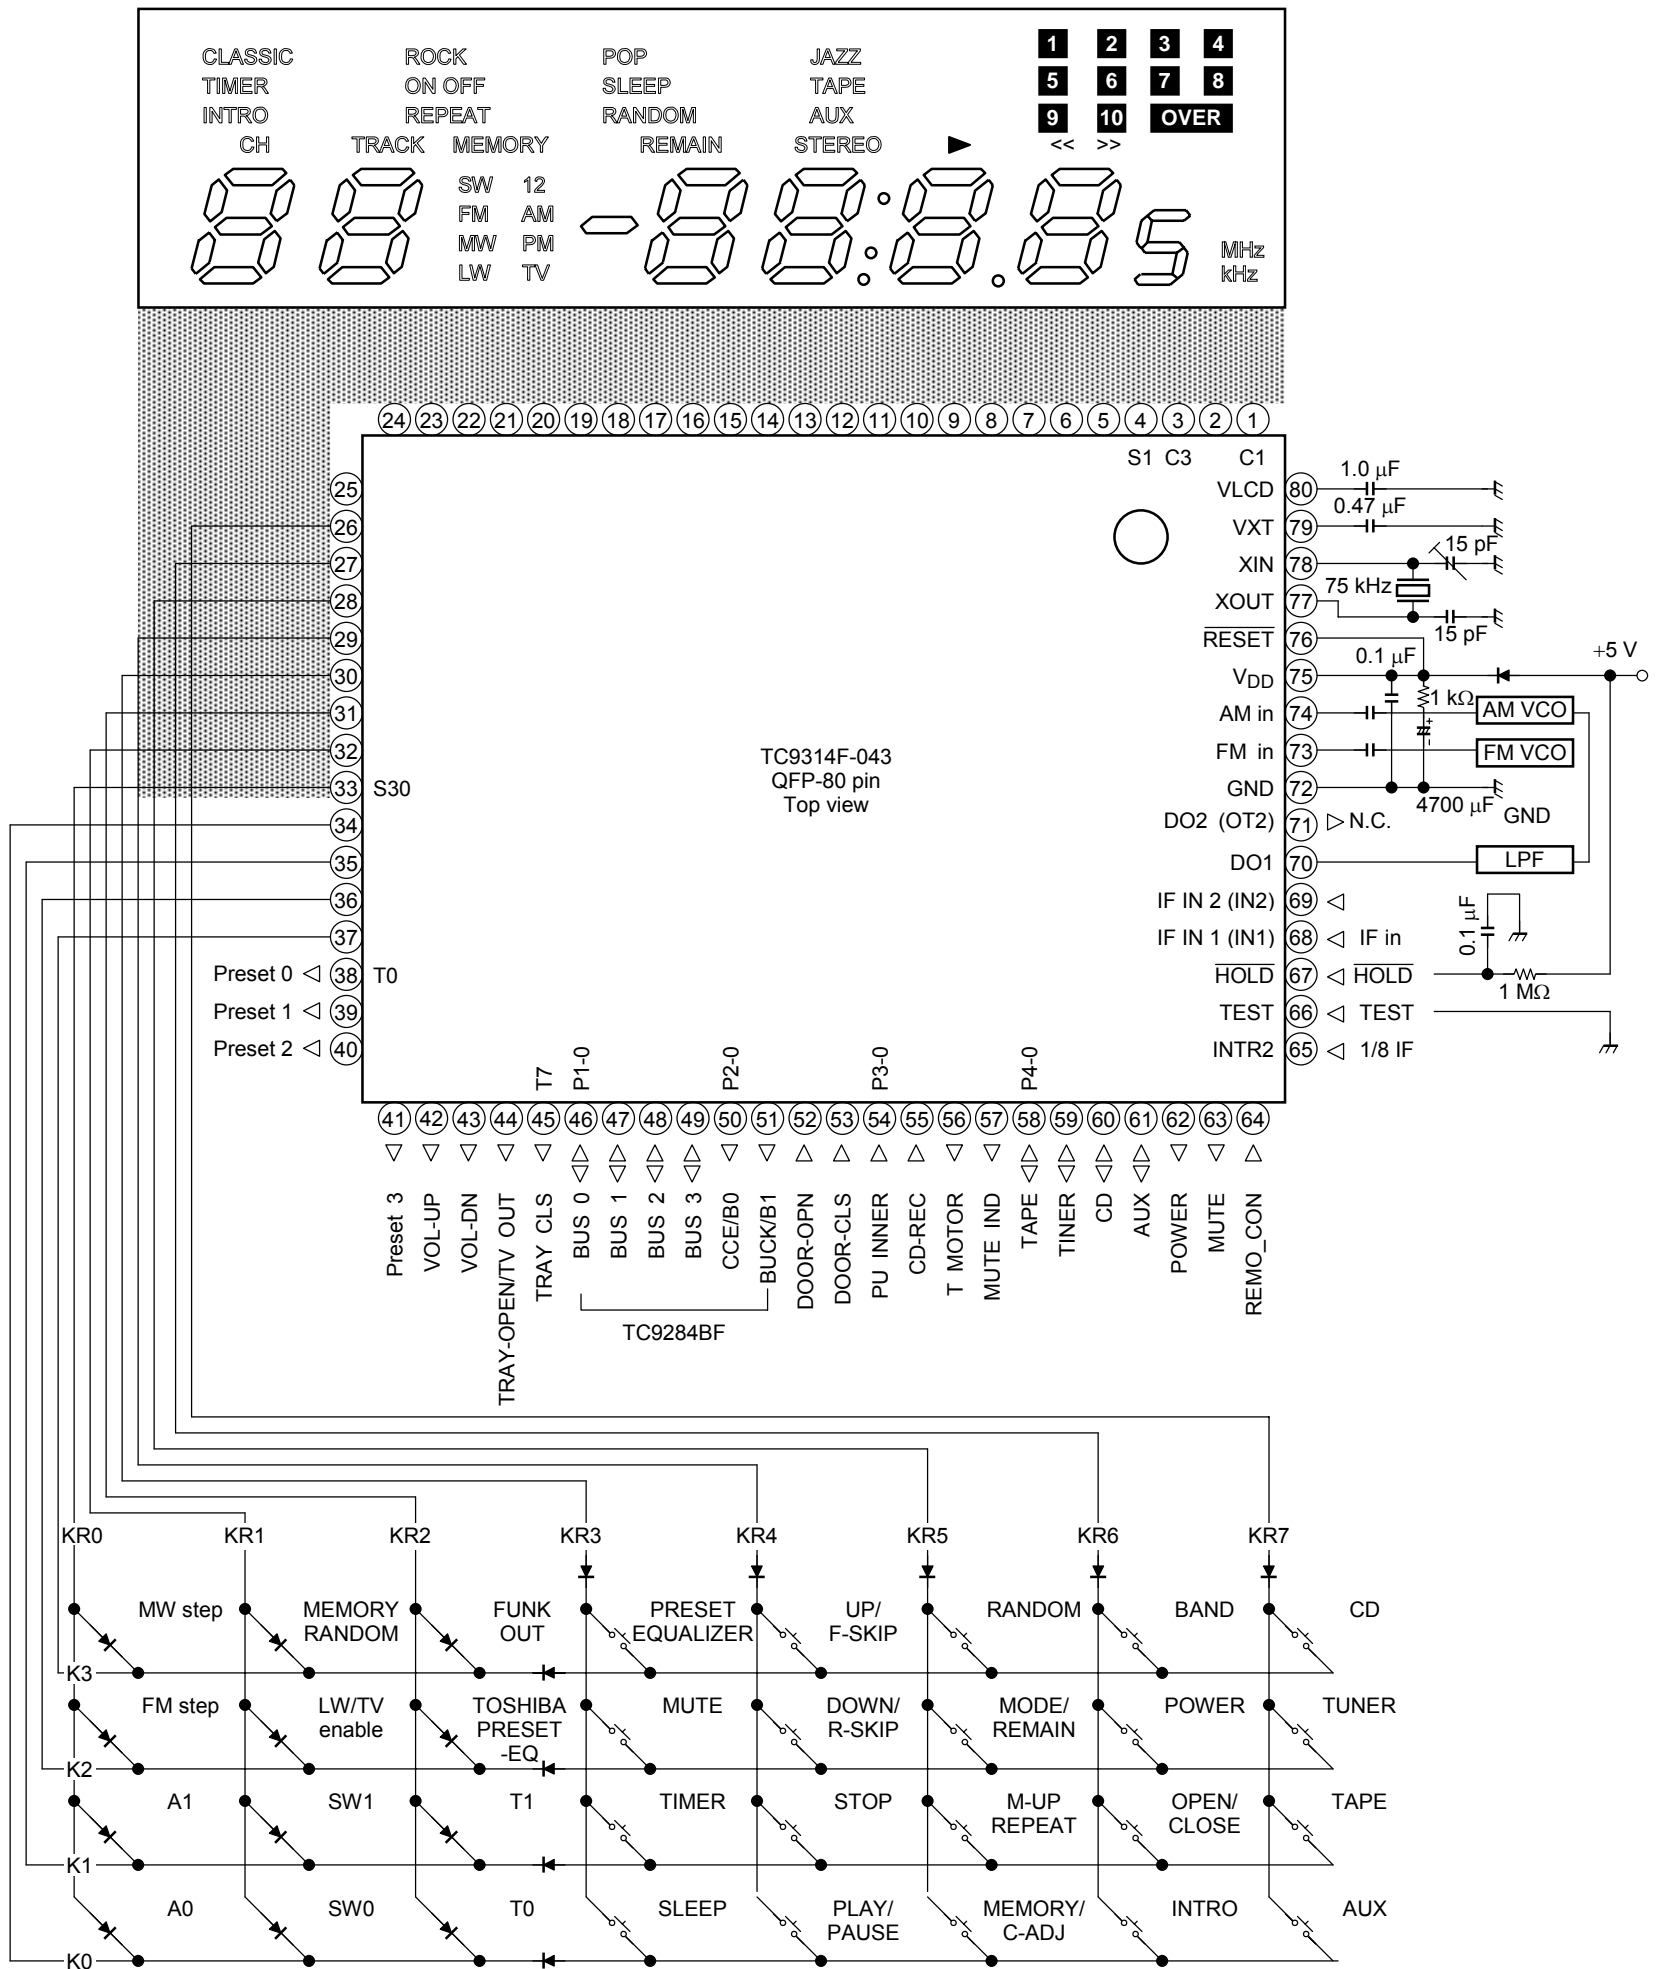 CLASSIC ROCK POP JAZZ 1 2 3 4
TIMER ON OFF SLEEP TAPE 5 6 7 8
INTRO REPEAT RANDOM AUX 9 10 OVER
CH TRACK MEMORY REMAIN STEREO << >>
SW 12
FM AM
MW PM
LW TV
MHz
kHz
24 23 22 21 20 19 18 17 16 15 14 13 12 11 10 9 8 7 6 5 4 3 2 1
S1 C3 C1
25 VLCD 80 1.0 μF
26 VXT 79 0.47 μF
27 XIN 78 15 pF
75 kHz
28 XOUT 77 15 pF
29 RESET 76
30 VDD 75 0.1 μF +5 V
1 kΩ
31 AM in 74 AM VCO
32 FM in 73 FM VCO
TC9314F-043
QFP-80 pin
Top view
33 S30 GND 72 4700 μF GND
34 DO2 (OT2) 71 N.C.
35 DO1 70 LPF
36 IF IN 2 (IN2) 69
37 IF IN 1 (IN1) 68 IF in
0.1 μF
Preset 0 38 T0 HOLD 67 HOLD
1 MΩ
Preset 1 39 TEST 66 TEST
Preset 2 40 INTR2 65 1/8 IF
T7 P1-0 P2-0 P3-0 P4-0
41 42 43 44 45 46 47 48 49 50 51 52 53 54 55 56 57 58 59 60 61 62 63 64
Preset 3
VOL-UP
VOL-DN
TRAY-OPEN/TV OUT
TRAY CLS
BUS 0
BUS 1
BUS 2
BUS 3
CCE/B0
BUCK/B1
DOOR-OPN
DOOR-CLS
PU INNER
CD-REC
T MOTOR
MUTE IND
TAPE
TINER
CD
AUX
POWER
MUTE
REMO_CON
TC9284BF
KR0 KR1 KR2 KR3 KR4 KR5 KR6 KR7
MW step MEMORY FUNK PRESET UP/ RANDOM BAND CD
RANDOM OUT EQUALIZER F-SKIP
K3
FM step LW/TV TOSHIBA MUTE DOWN/ MODE/ POWER TUNER
enable PRESET R-SKIP REMAIN
-EQ
K2
A1 SW1 T1 TIMER STOP M-UP OPEN/ TAPE
REPEAT CLOSE
K1
A0 SW0 T0 SLEEP PLAY/ MEMORY/ INTRO AUX
PAUSE C-ADJ
K0